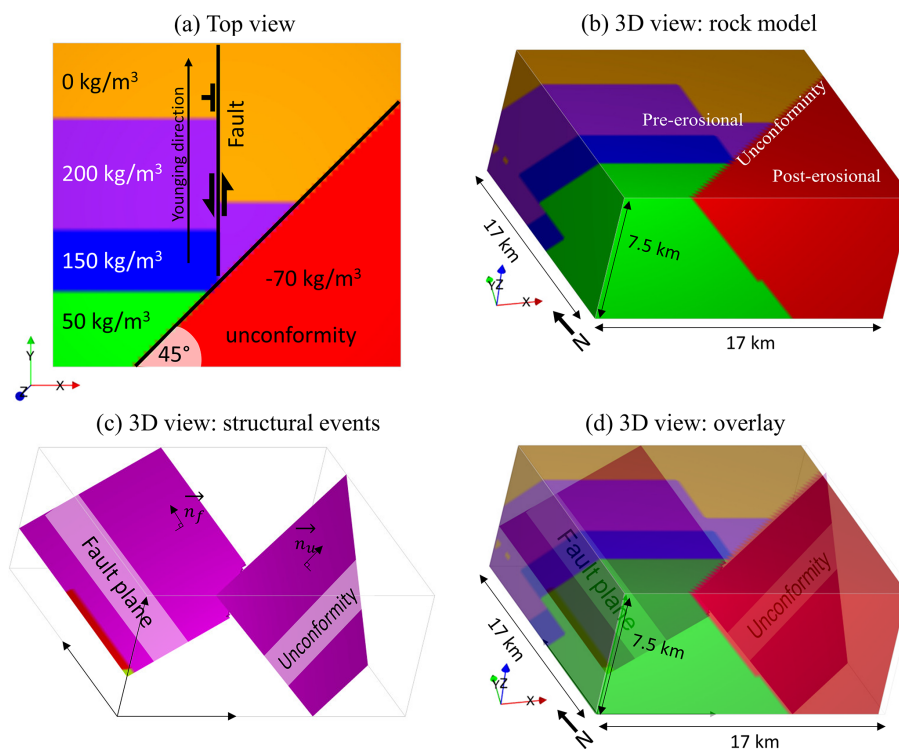 (a) Top view
0 kg/m³
200 kg/m³
150 kg/m³
50 kg/m³
Younging direction
Fault
-70 kg/m³
unconformity
45°
Y
Z
X
(b) 3D view: rock model
Pre-erosional
Unconforminty
Post-erosional
17 km
7.5 km
YZ
X
N
17 km
(c) 3D view: structural events
n_f
n_u
Fault plane
Unconformity
(d) 3D view: overlay
Fault plane
Unconformity
17 km
7.5 km
YZ
X
N
17 km